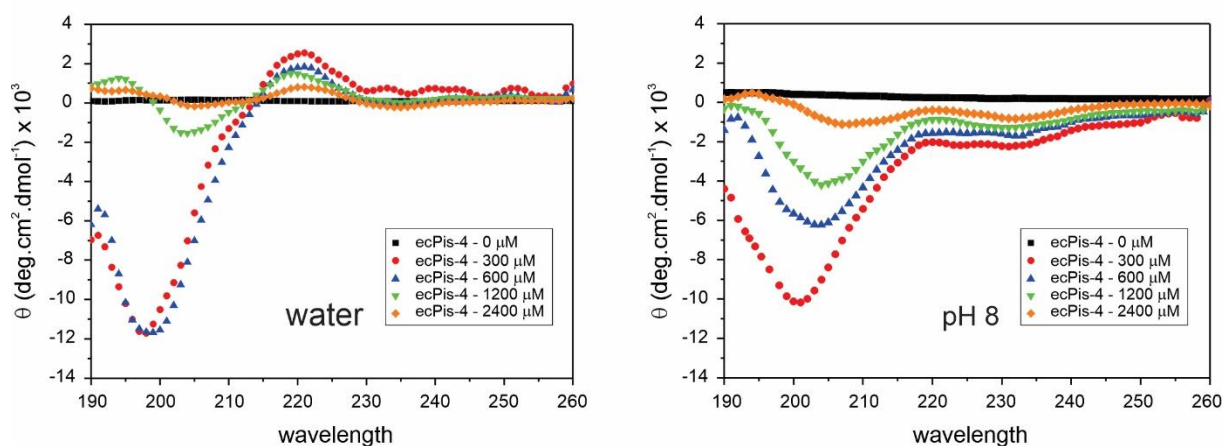 4
2
0
-2
-4
-6
-8
-10
-12
-14
θ (deg.cm².dmol⁻¹) x 10³
ecPis-4 - 0 μM
ecPis-4 - 300 μM
ecPis-4 - 600 μM
ecPis-4 - 1200 μM
ecPis-4 - 2400 μM
water
190 200 210 220 230 240 250 260
wavelength
4
2
0
-2
-4
-6
-8
-10
-12
-14
θ (deg.cm².dmol⁻¹) x 10³
ecPis-4 - 0 μM
ecPis-4 - 300 μM
ecPis-4 - 600 μM
ecPis-4 - 1200 μM
ecPis-4 - 2400 μM
pH 8
190 200 210 220 230 240 250 260
wavelength